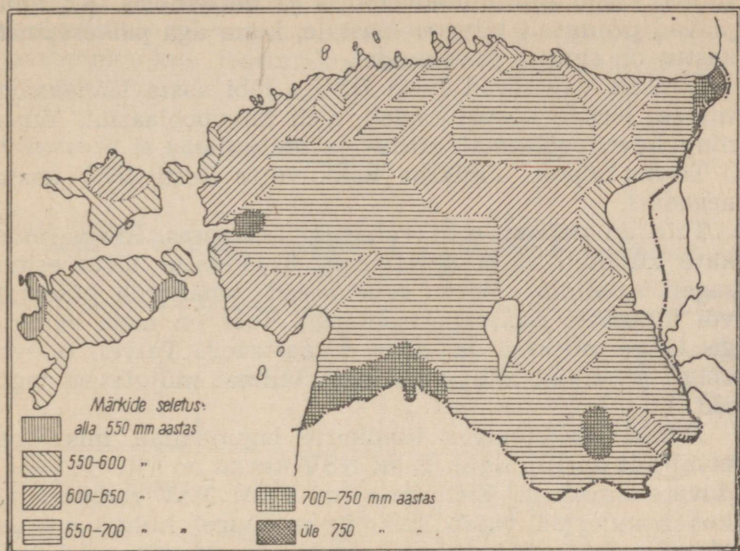 Märkide seletus:
alla 550 mm aastas
550-600 "
600-650 " "
650-700 " "
700-750 mm aastas
üle 750 " "